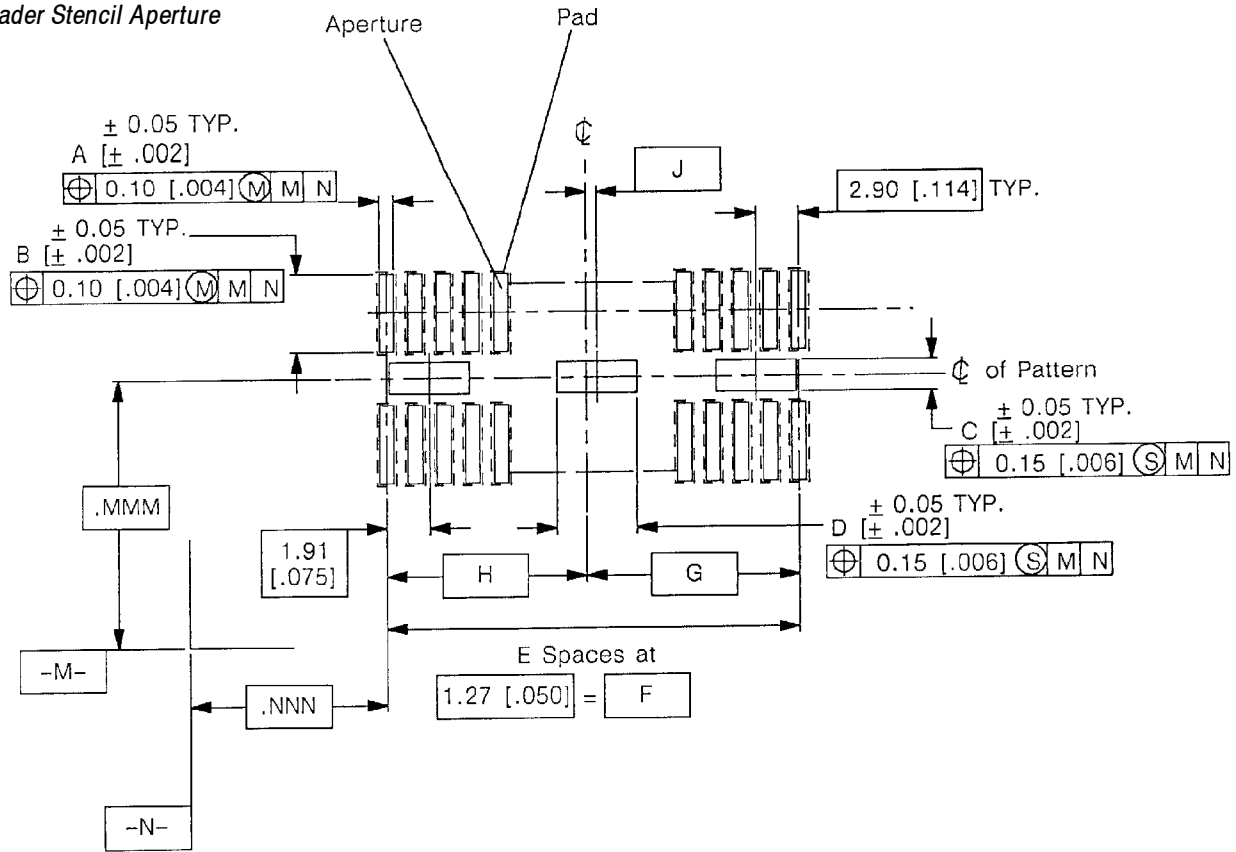 ader Stencil Aperture
Aperture
Pad
± 0.05 TYP.
A [± .002]
⌖ 0.10 [.004] Ⓜ M N
± 0.05 TYP.
B [± .002]
⌖ 0.10 [.004] Ⓜ M N
℄
J
2.90 [.114] TYP.
℄ of Pattern
± 0.05 TYP.
C [± .002]
⌖ 0.15 [.006] Ⓢ M N
± 0.05 TYP.
D [± .002]
⌖ 0.15 [.006] Ⓢ M N
.MMM
1.91
[.075]
H
G
E Spaces at
1.27 [.050] = F
–M–
.NNN
–N–